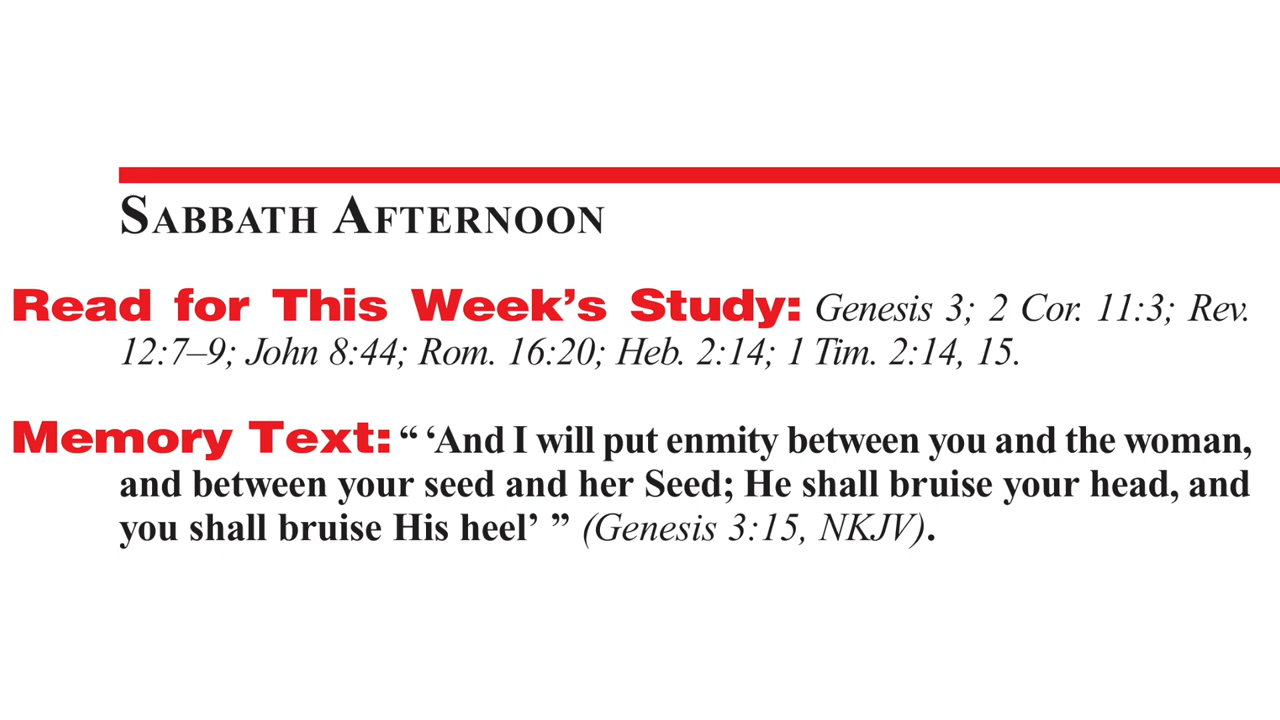 SABBATH AFTERNOON
Read for This Week’s Study: Genesis 3; 2 Cor. 11:3; Rev.
12:7–9; John 8:44; Rom. 16:20; Heb. 2:14; 1 Tim. 2:14, 15.
Memory Text: “ ‘And I will put enmity between you and the woman,
and between your seed and her Seed; He shall bruise your head, and
you shall bruise His heel’ ” (Genesis 3:15, NKJV).